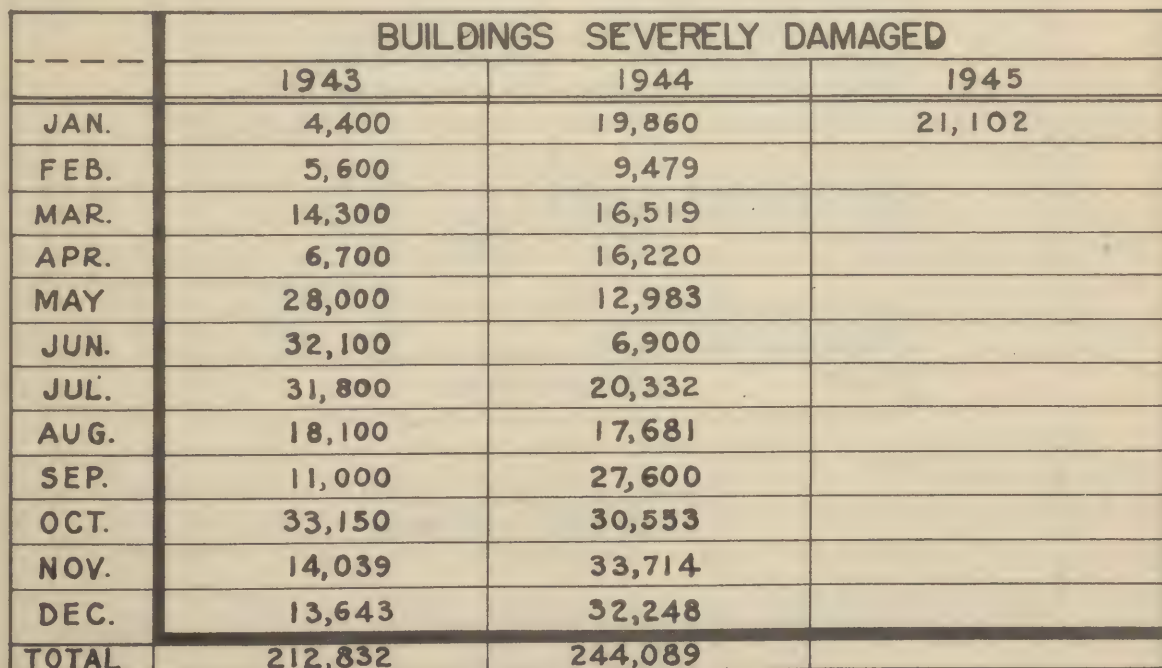 BUILDINGS SEVERELY DAMAGED
1943 1944 1945
JAN. 4,400 19,860 21,102
FEB. 5,600 9,479
MAR. 14,300 16,519
APR. 6,700 16,220
MAY 28,000 12,983
JUN. 32,100 6,900
JUL. 31,800 20,332
AUG. 18,100 17,681
SEP. 11,000 27,600
OCT. 33,150 30,553
NOV. 14,039 33,714
DEC. 13,643 32,248
TOTAL 212,832 244,089